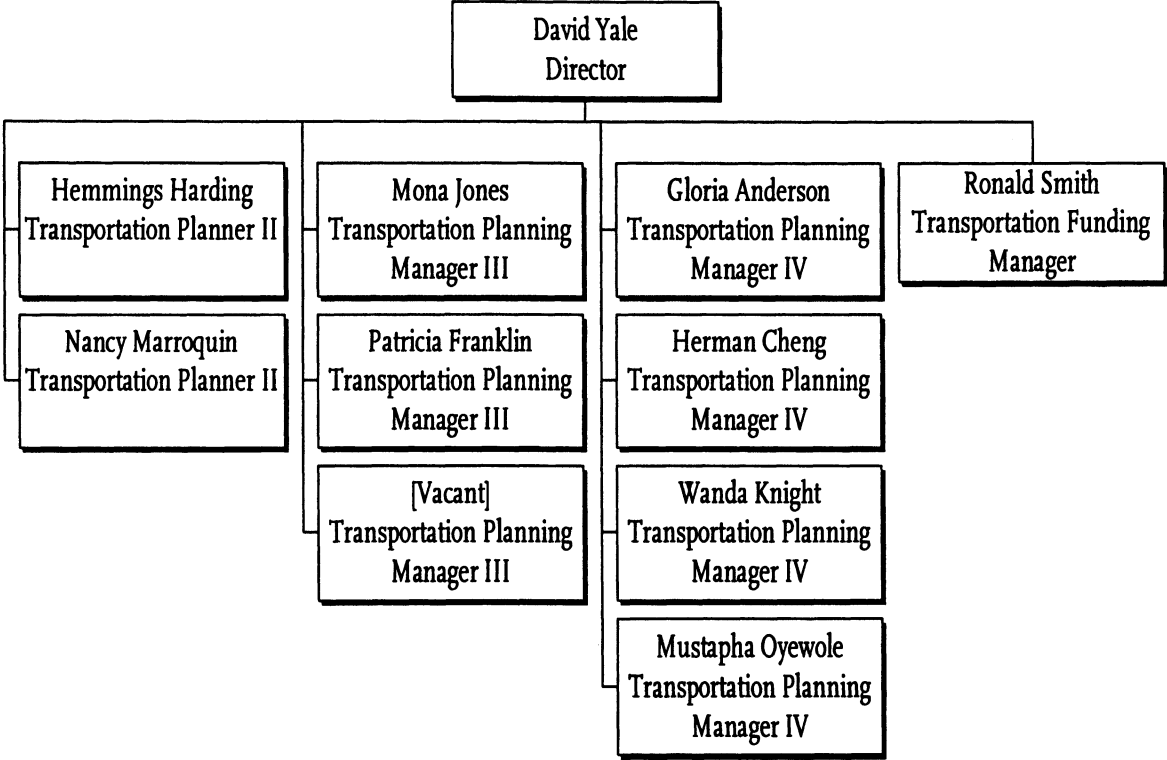 David Yale
Director
Hemmings Harding
Transportation Planner II
Nancy Marroquin
Transportation Planner II
Mona Jones
Transportation Planning
Manager III
Patricia Franklin
Transportation Planning
Manager III
[Vacant]
Transportation Planning
Manager III
Gloria Anderson
Transportation Planning
Manager IV
Herman Cheng
Transportation Planning
Manager IV
Wanda Knight
Transportation Planning
Manager IV
Mustapha Oyewole
Transportation Planning
Manager IV
Ronald Smith
Transportation Funding
Manager